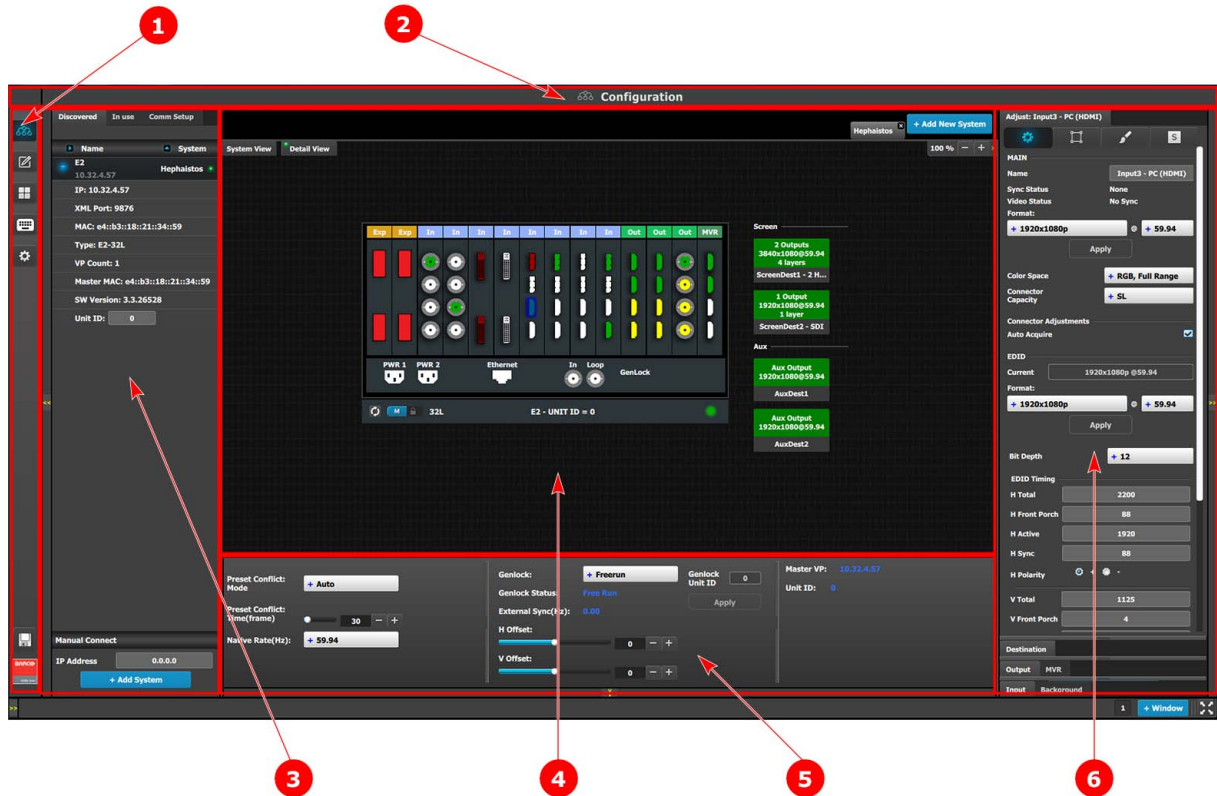 1
2
Configuration
Discovered In use Comm Setup
Name System
E2
10.32.4.57
Hephaistos
IP: 10.32.4.57
XML Port: 9876
MAC: e4::b3::18::21::34::59
Type: E2-32L
VP Count: 1
Master MAC: e4::b3::18::21::34::59
SW Version: 3.3.26528
Unit ID: 0
Manual Connect
IP Address 0.0.0.0
+ Add System
BARCO
Hephaistos x
+ Add New System
System View Detail View
100 % - +
Exp Exp In In In In In In In Out Out Out MVR
PWR 1 PWR 2 Ethernet In Loop GenLock
M 32L E2 - UNIT ID = 0
Screen
2 Outputs
3840x1080@59.94
4 layers
ScreenDest1 - 2 H...
1 Output
1920x1080@59.94
1 layer
ScreenDest2 - SDI
Aux
Aux Output
1920x1080@59.94
AuxDest1
Aux Output
1920x1080@59.94
AuxDest2
Preset Conflict:
Mode
+ Auto
Preset Conflict:
Time(frame)
30 - +
Native Rate(Hz): + 59.94
Genlock: + Freerun
Genlock Status: Free Run
External Sync(Hz): 0.00
H Offset:
0 - +
V Offset:
0 - +
Genlock
Unit ID
0
Apply
Master VP: 10.32.4.57
Unit ID: 0
Adjust: Input3 - PC (HDMI)
S
MAIN
Name Input3 - PC (HDMI)
Sync Status None
Video Status No Sync
Format:
+ 1920x1080p @ + 59.94
Apply
Color Space + RGB, Full Range
Connector
Capacity
+ SL
Connector Adjustments
Auto Acquire
EDID
Current 1920x1080p @59.94
Format:
+ 1920x1080p @ + 59.94
Apply
Bit Depth + 12
EDID Timing
H Total 2200
H Front Porch 88
H Active 1920
H Sync 88
H Polarity + -
V Total 1125
V Front Porch 4
Destination
Output MVR
Input Background
<<
>>
>>
1 + Window
3
4
5
6